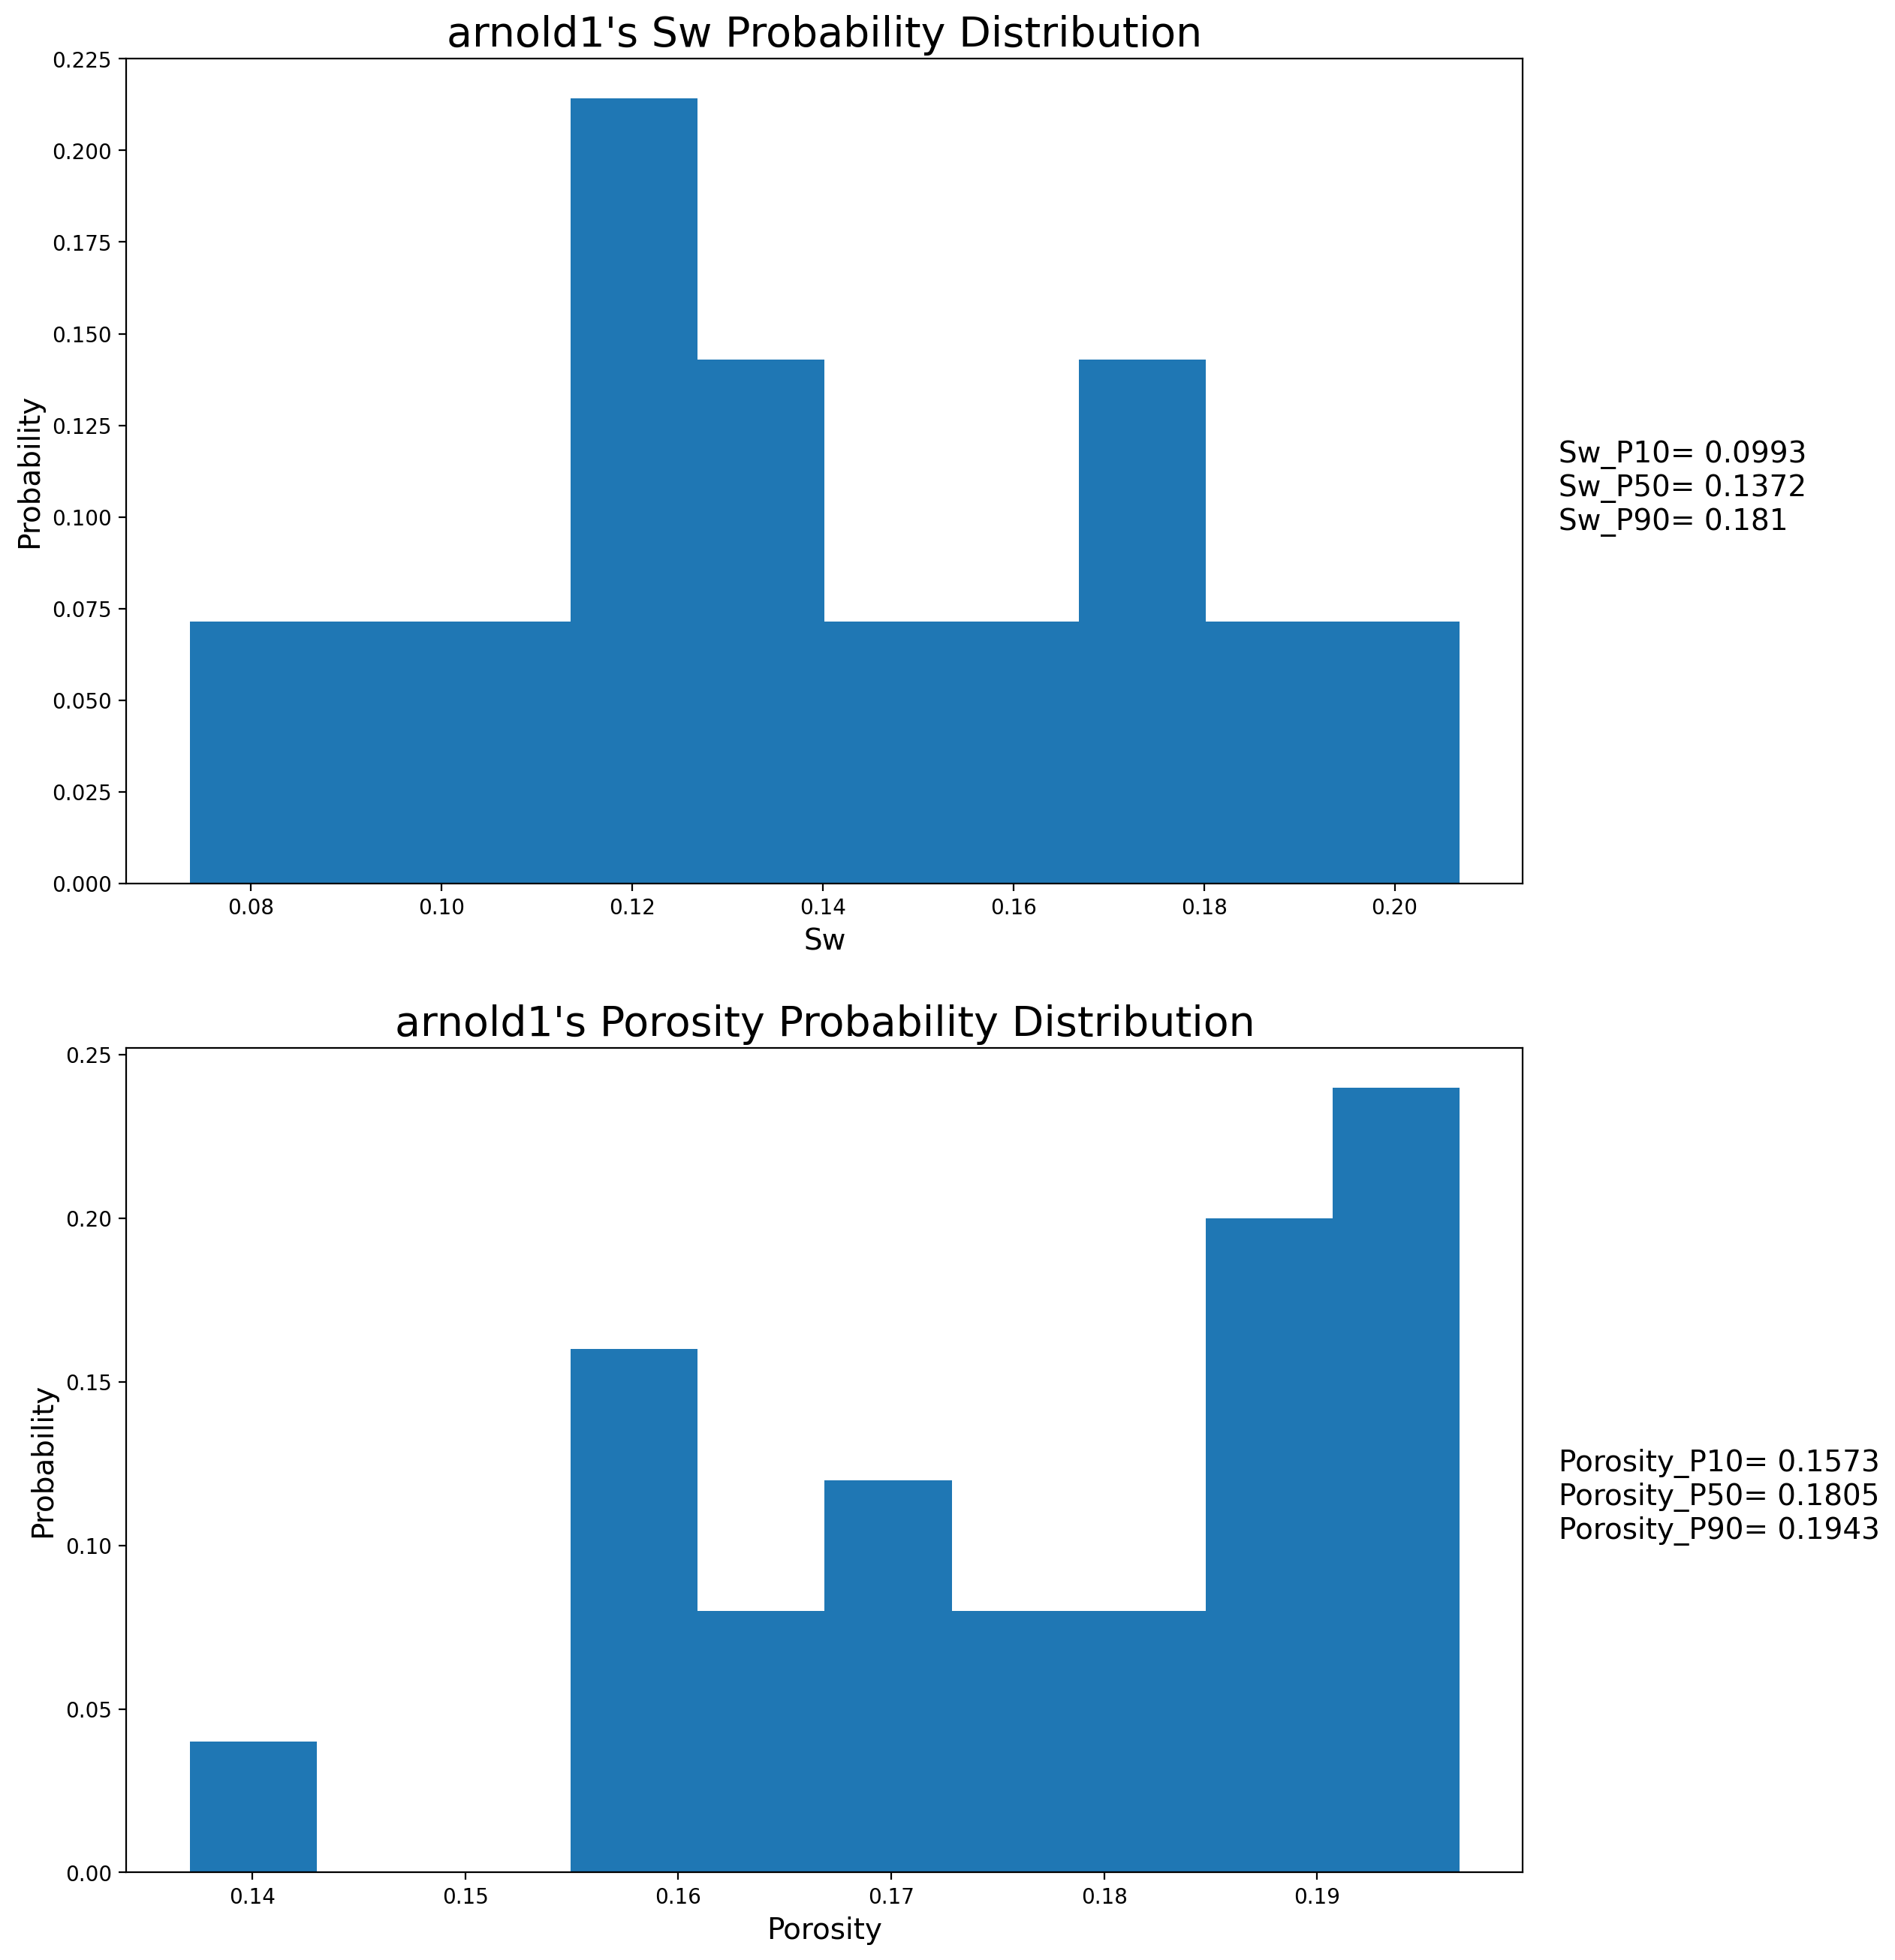 arnold1's Sw Probability Distribution
0.225
0.200
0.175
0.150
0.125
0.100
0.075
0.050
0.025
0.000
Probability
0.08 0.10 0.12 0.14 0.16 0.18 0.20
Sw
Sw_P10= 0.0993
Sw_P50= 0.1372
Sw_P90= 0.181
arnold1's Porosity Probability Distribution
0.25
0.20
0.15
0.10
0.05
0.00
Probability
0.14 0.15 0.16 0.17 0.18 0.19
Porosity
Porosity_P10= 0.1573
Porosity_P50= 0.1805
Porosity_P90= 0.1943